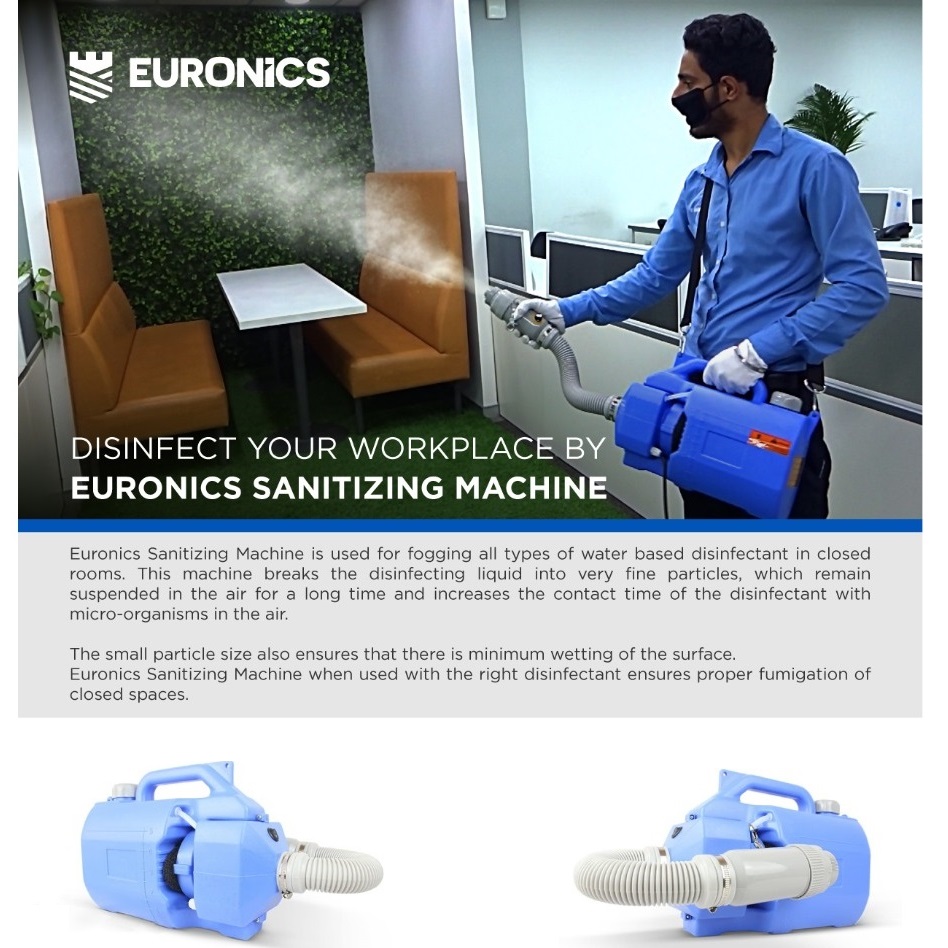 EURONICS
DISINFECT YOUR WORKPLACE BY
EURONICS SANITIZING MACHINE
Euronics Sanitizing Machine is used for fogging all types of water based disinfectant in closed
rooms. This machine breaks the disinfecting liquid into very fine particles, which remain
suspended in the air for a long time and increases the contact time of the disinfectant with
micro-organisms in the air.
The small particle size also ensures that there is minimum wetting of the surface.
Euronics Sanitizing Machine when used with the right disinfectant ensures proper fumigation of
closed spaces.